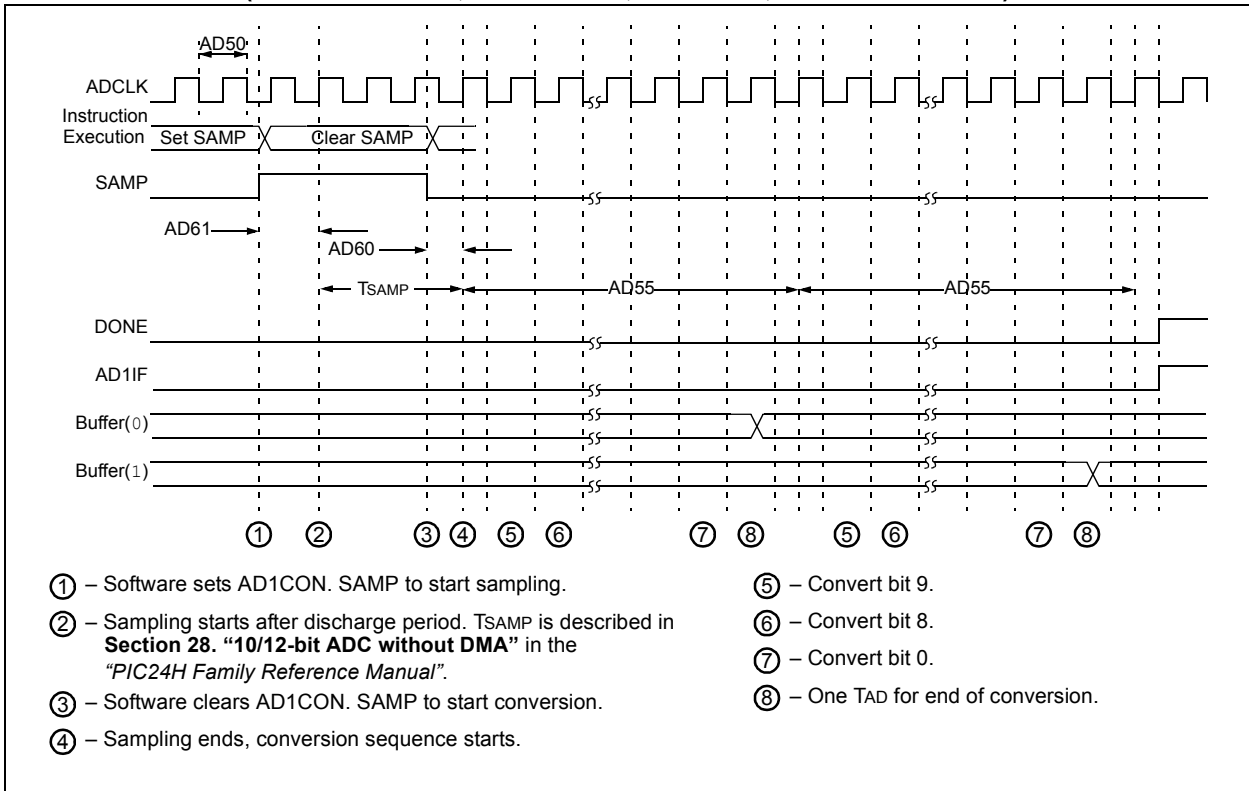 AD50
ADCLK
Instruction
Execution Set SAMP Clear SAMP
SAMP
AD61
AD60
TSAMP AD55 AD55
DONE
AD1IF
Buffer(0)
Buffer(1)
1 2 3 4 5 6 7 8 5 6 7 8
1 – Software sets AD1CON. SAMP to start sampling.
2 – Sampling starts after discharge period. TSAMP is described in
Section 28. “10/12-bit ADC without DMA” in the
“PIC24H Family Reference Manual”.
3 – Software clears AD1CON. SAMP to start conversion.
4 – Sampling ends, conversion sequence starts.
5 – Convert bit 9.
6 – Convert bit 8.
7 – Convert bit 0.
8 – One TAD for end of conversion.